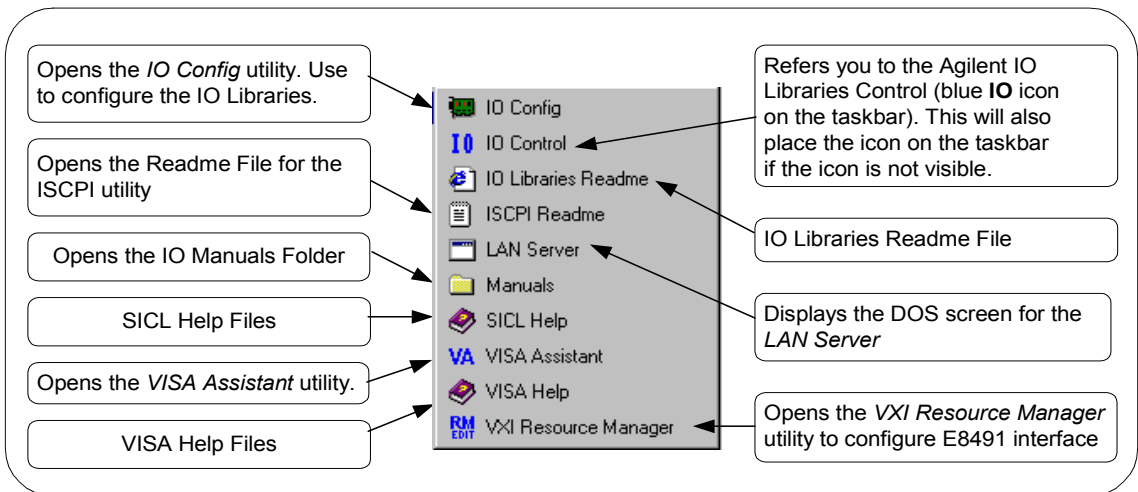 Opens the IO Config utility. Use
to configure the IO Libraries.
Opens the Readme File for the
ISCPI utility
Opens the IO Manuals Folder
SICL Help Files
Opens the VISA Assistant utility.
VISA Help Files
IO Config
IO IO Control
IO Libraries Readme
ISCPI Readme
LAN Server
Manuals
SICL Help
VA VISA Assistant
VISA Help
RM EDIT VXI Resource Manager
Refers you to the Agilent IO
Libraries Control (blue IO icon
on the taskbar). This will also
place the icon on the taskbar
if the icon is not visible.
IO Libraries Readme File
Displays the DOS screen for the
LAN Server
Opens the VXI Resource Manager
utility to configure E8491 interface